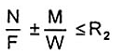 N/F ± M/W ≤R₂